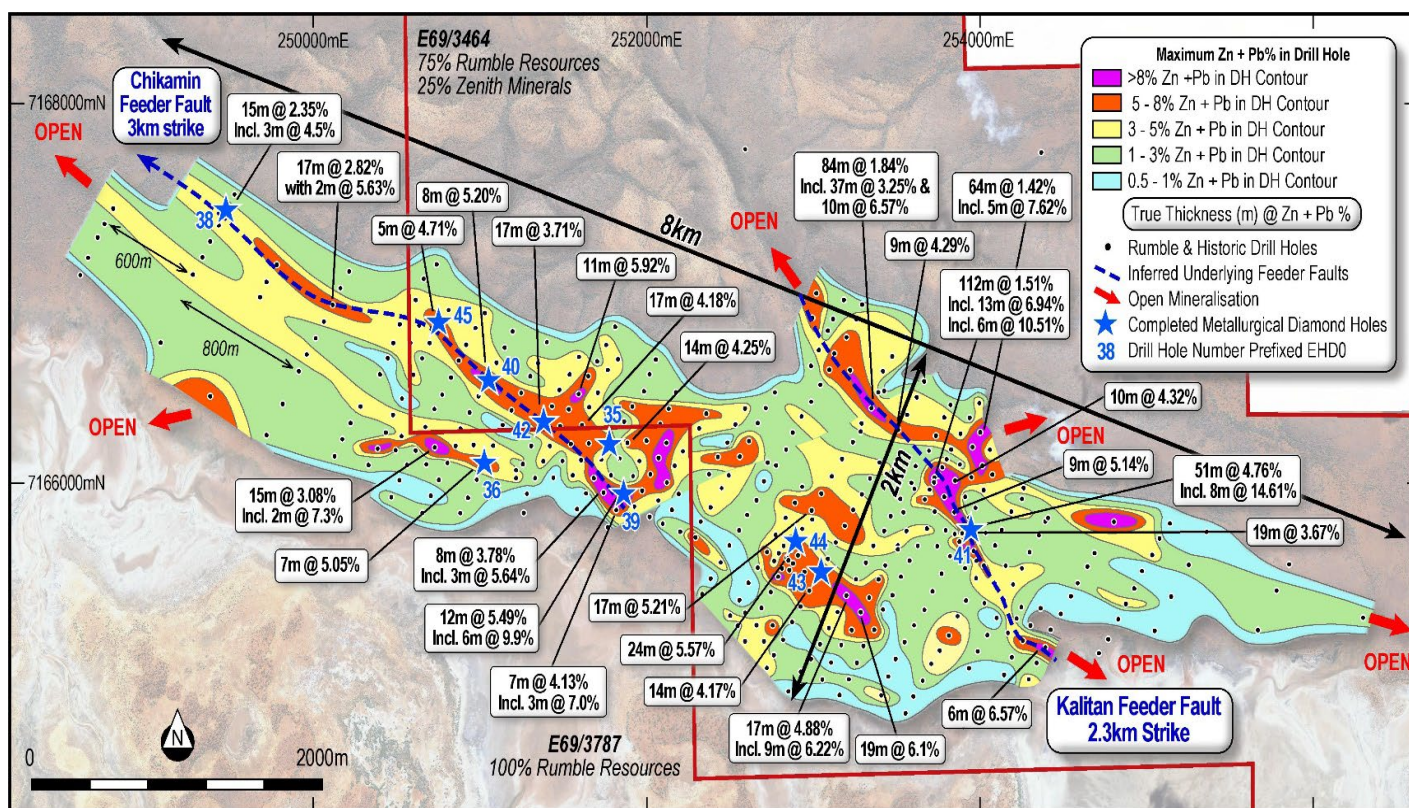 250000mE
252000mE
254000mE
7168000mN
7166000mN
E69/3464
75% Rumble Resources
25% Zenith Minerals
Chikamin
Feeder Fault
3km strike
OPEN
15m @ 2.35%
Incl. 3m @ 4.5%
17m @ 2.82%
with 2m @ 5.63%
8m @ 5.20%
5m @ 4.71%
17m @ 3.71%
11m @ 5.92%
17m @ 4.18%
14m @ 4.25%
8km
OPEN
84m @ 1.84%
Incl. 37m @ 3.25% &
10m @ 6.57%
64m @ 1.42%
Incl. 5m @ 7.62%
9m @ 4.29%
112m @ 1.51%
Incl. 13m @ 6.94%
Incl. 6m @ 10.51%
Maximum Zn + Pb% in Drill Hole
>8% Zn +Pb in DH Contour
5 - 8% Zn + Pb in DH Contour
3 - 5% Zn + Pb in DH Contour
1 - 3% Zn + Pb in DH Contour
0.5 - 1% Zn + Pb in DH Contour
True Thickness (m) @ Zn + Pb %
Rumble & Historic Drill Holes
Inferred Underlying Feeder Faults
Open Mineralisation
Completed Metallurgical Diamond Holes
38 Drill Hole Number Prefixed EHD0
38
600m
800m
45
40
42
35
36
39
OPEN
2km
44
43
41
OPEN
10m @ 4.32%
9m @ 5.14%
51m @ 4.76%
Incl. 8m @ 14.61%
19m @ 3.67%
15m @ 3.08%
Incl. 2m @ 7.3%
7m @ 5.05%
8m @ 3.78%
Incl. 3m @ 5.64%
12m @ 5.49%
Incl. 6m @ 9.9%
7m @ 4.13%
Incl. 3m @ 7.0%
17m @ 5.21%
24m @ 5.57%
14m @ 4.17%
17m @ 4.88%
Incl. 9m @ 6.22%
19m @ 6.1%
6m @ 6.57%
OPEN
OPEN
Kalitan Feeder Fault
2.3km Strike
E69/3787
100% Rumble Resources
N
0
2000m